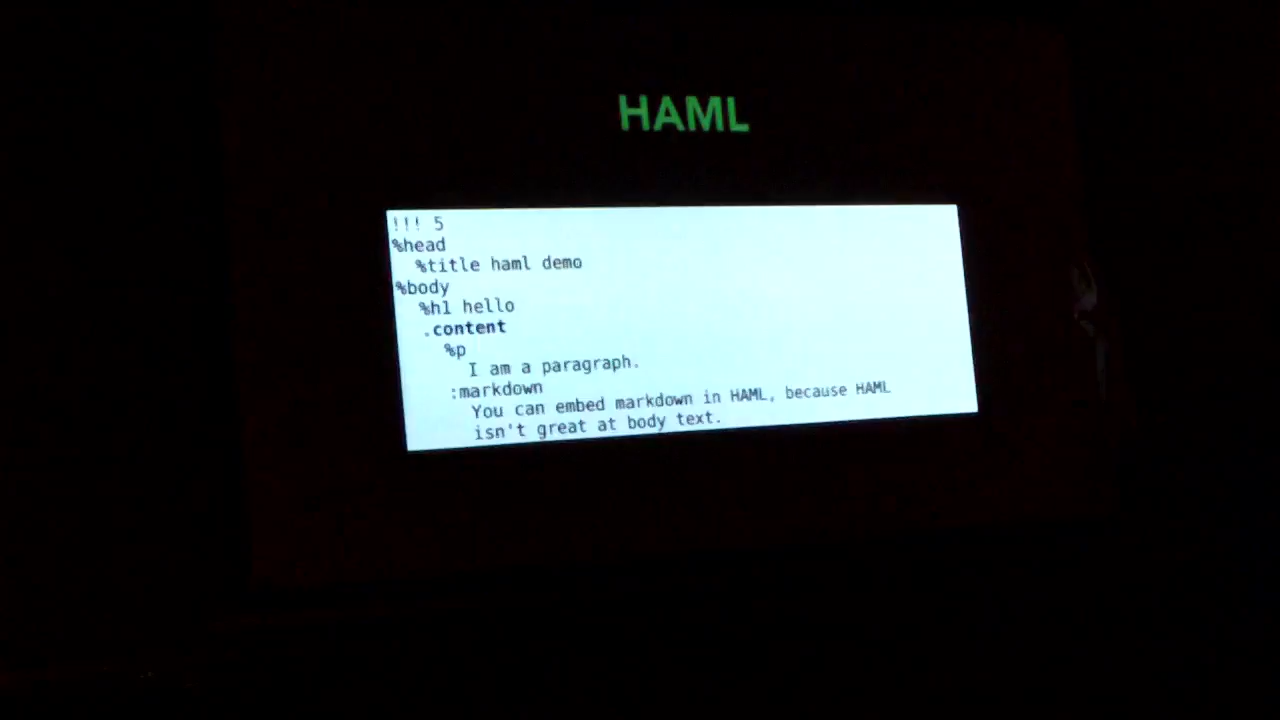 HAML
!!! 5
%head
  %title haml demo
%body
  %h1 hello
  .content
    %p
      I am a paragraph.
    :markdown
      You can embed markdown in HAML, because HAML
      isn't great at body text.